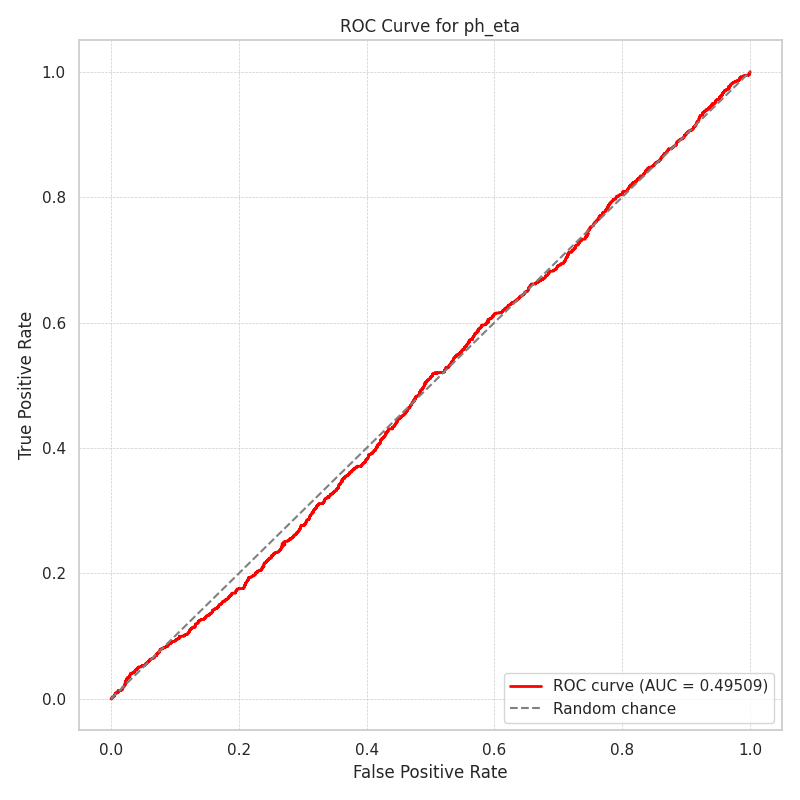 ROC Curve for ph_eta
True Positive Rate
1.0
0.8
0.6
0.4
0.2
0.0
0.0 0.2 0.4 0.6 0.8 1.0
False Positive Rate
ROC curve (AUC = 0.49509)
Random chance